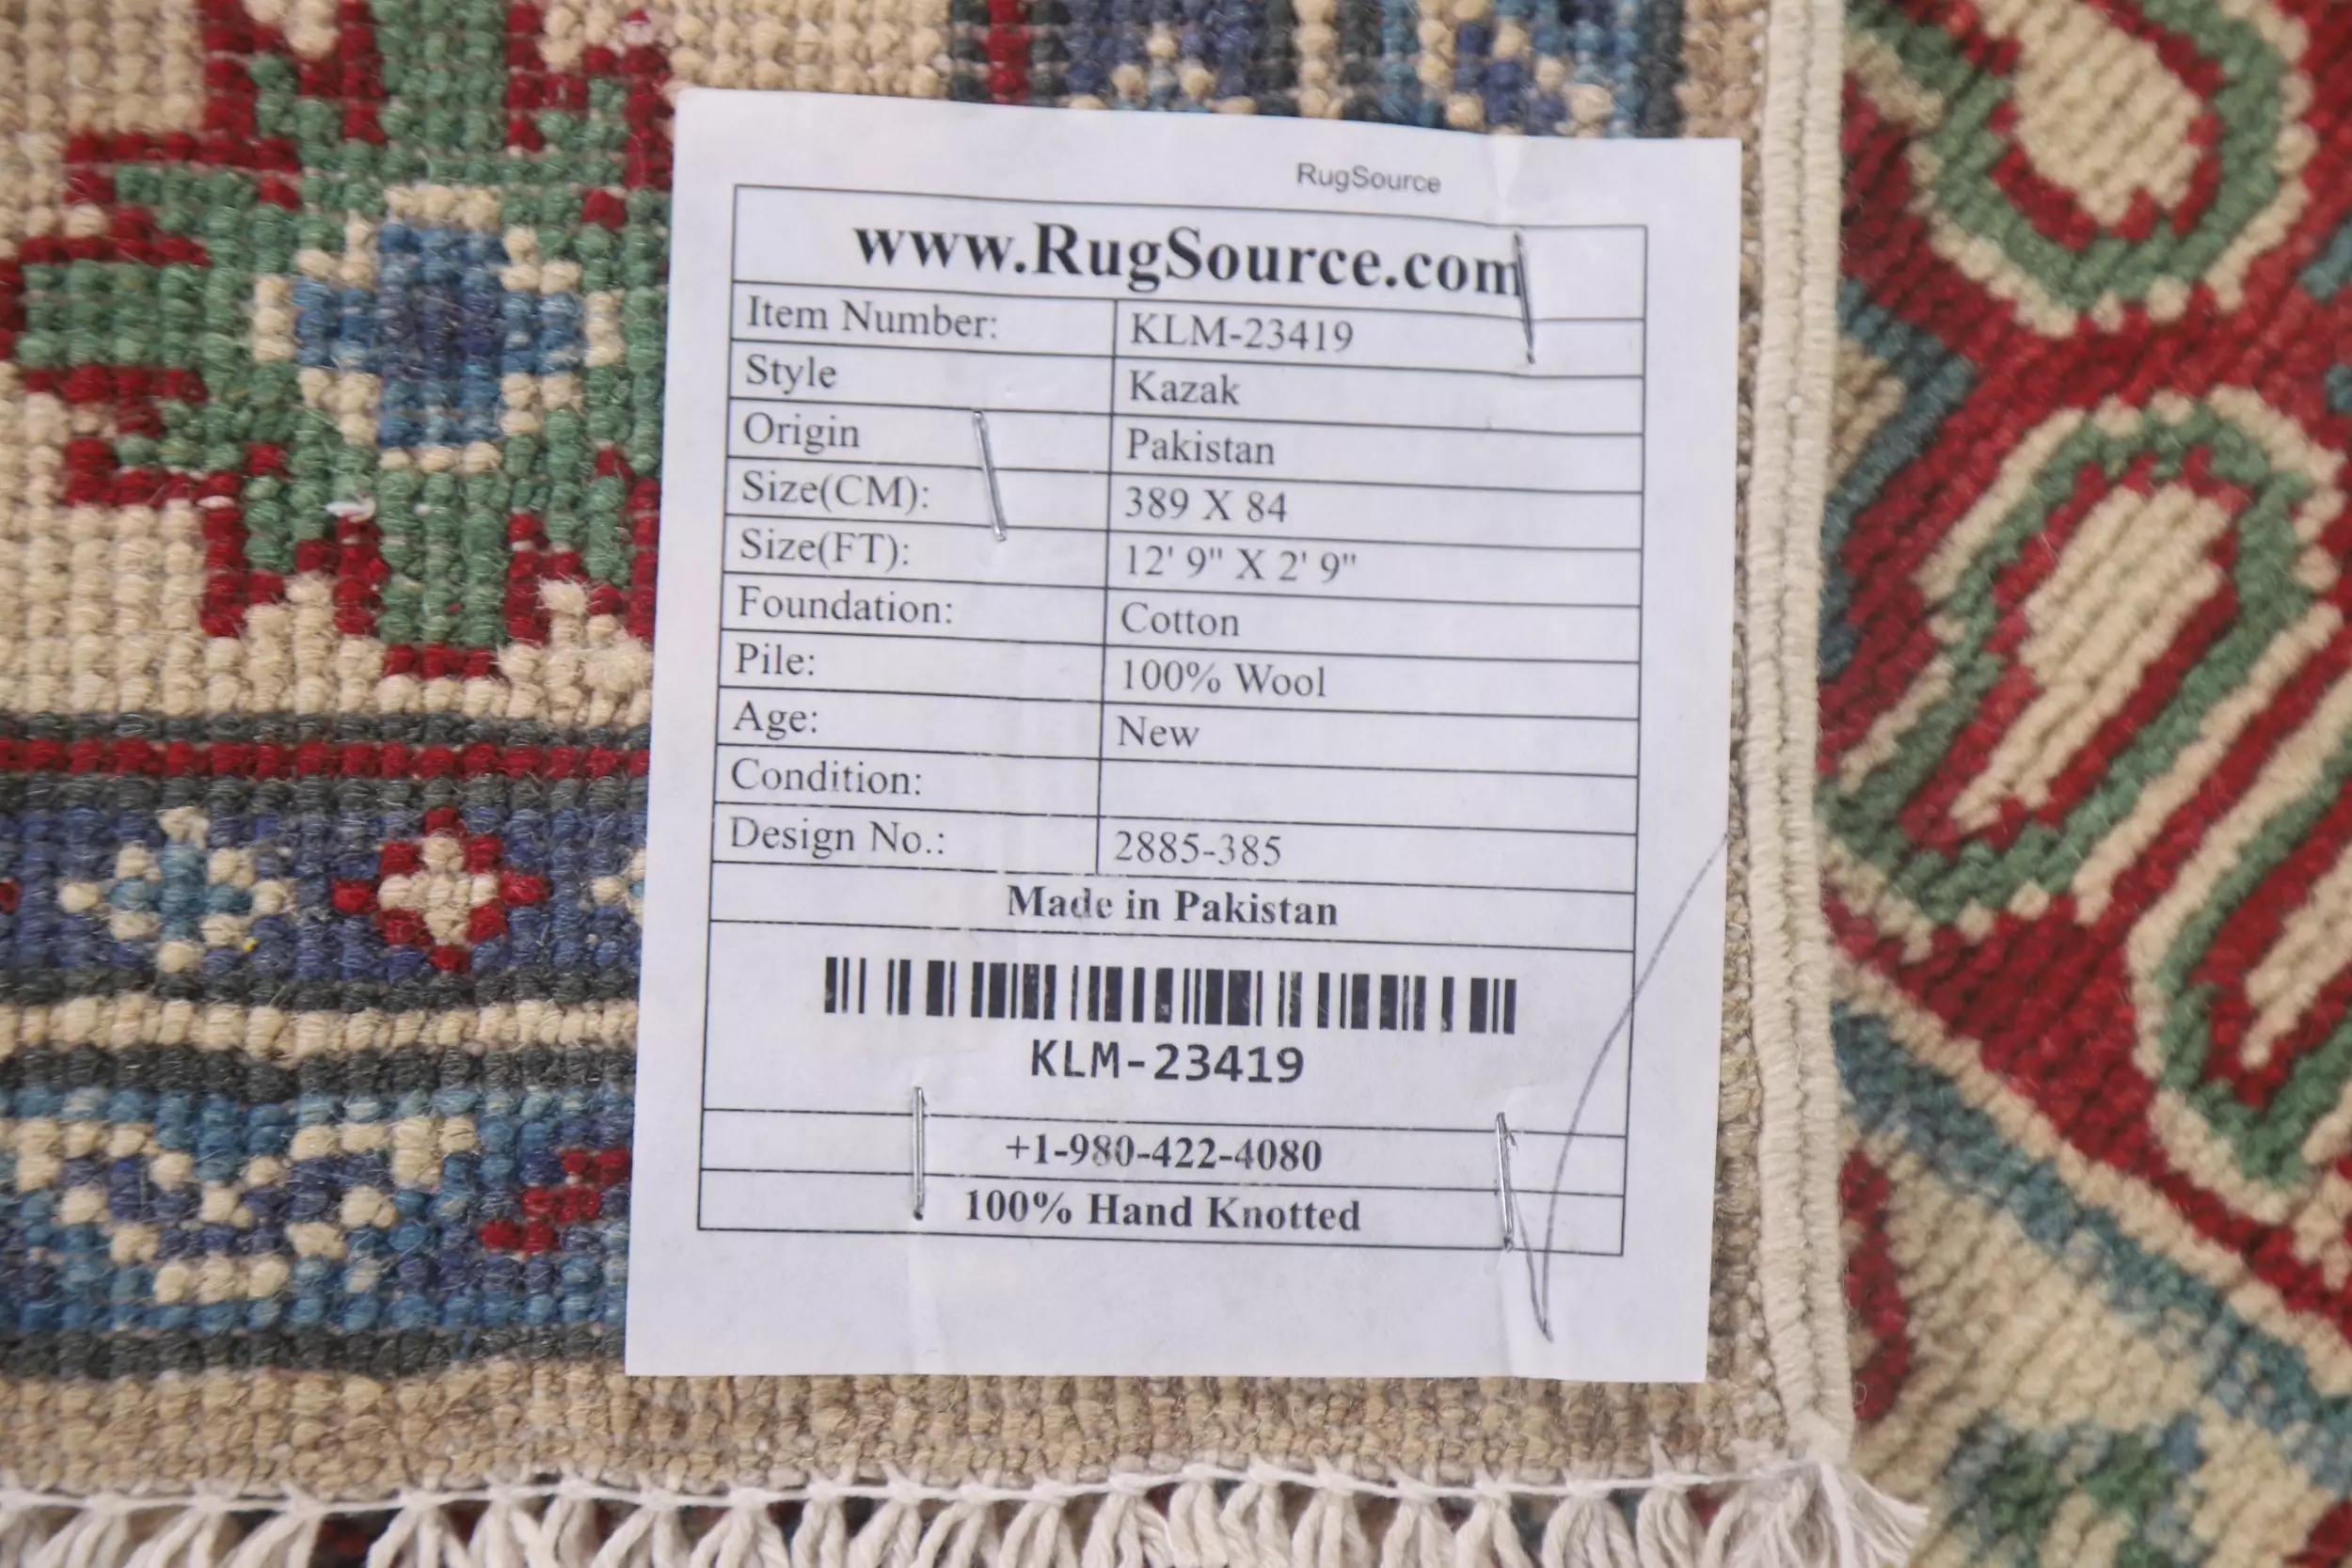 RugSource
www.RugSource.com
Item Number: KLM-23419
Style Kazak
Origin Pakistan
Size(CM): 389 X 84
Size(FT): 12' 9" X 2' 9"
Foundation: Cotton
Pile: 100% Wool
Age: New
Condition:
Design No.: 2885-385
Made in Pakistan
KLM-23419
+1-980-422-4080
100% Hand Knotted